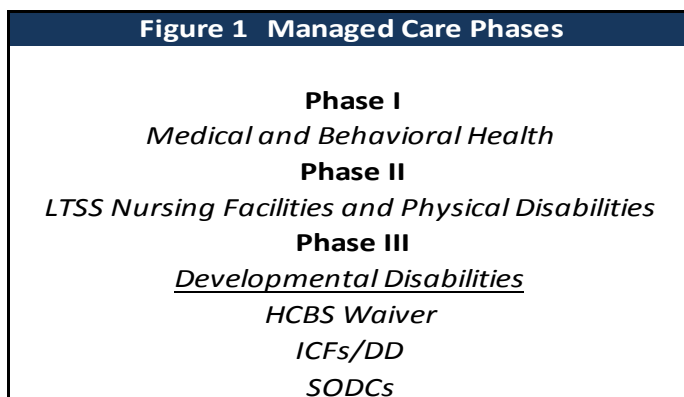 Figure 1 Managed Care Phases
Phase I
Medical and Behavioral Health
Phase II
LTSS Nursing Facilities and Physical Disabilities
Phase III
Developmental Disabilities
HCBS Waiver
ICFs/DD
SODCs